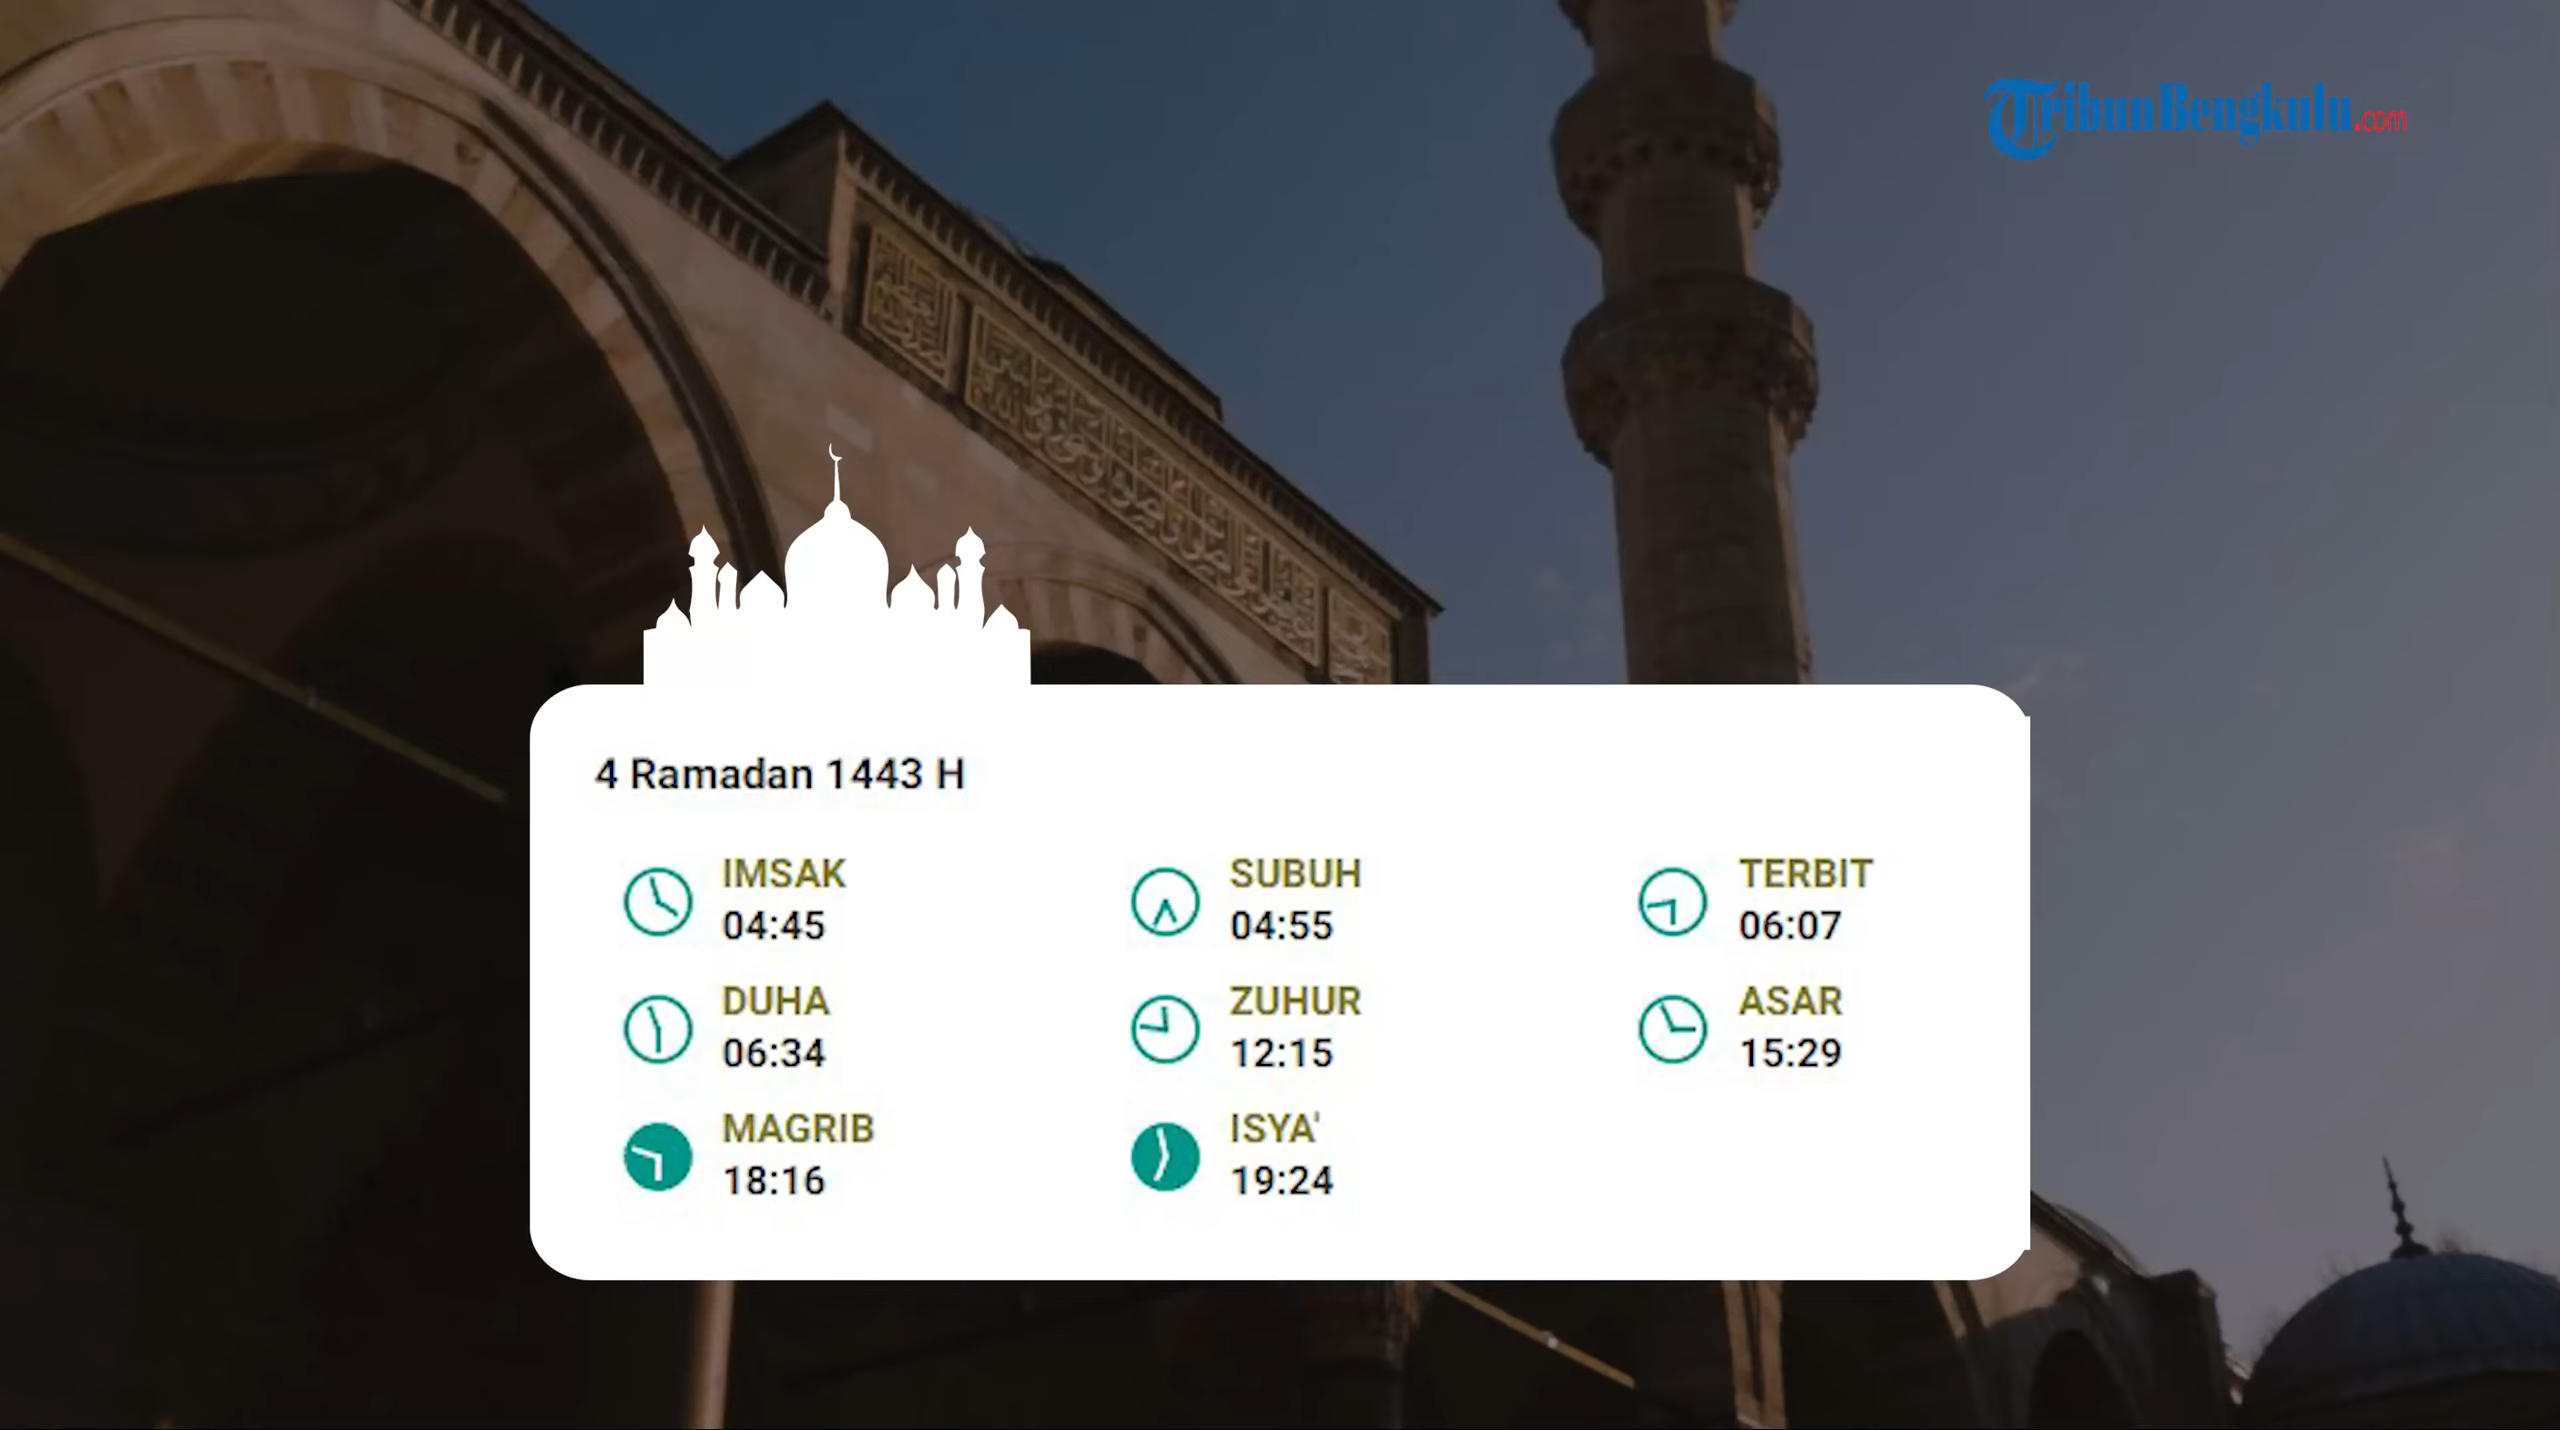 TribunBengkulu.com
4 Ramadan 1443 H
IMSAK
04:45
SUBUH
04:55
TERBIT
06:07
DUHA
06:34
ZUHUR
12:15
ASAR
15:29
MAGRIB
18:16
ISYA'
19:24